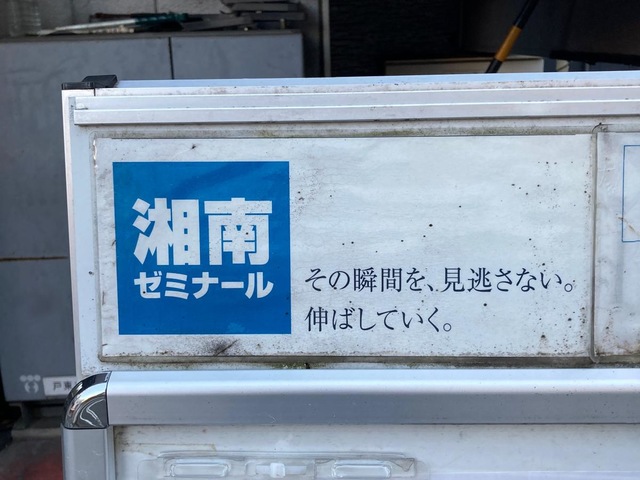 湘南
ゼミナール
その瞬間を、見逃さない。
伸ばしていく。